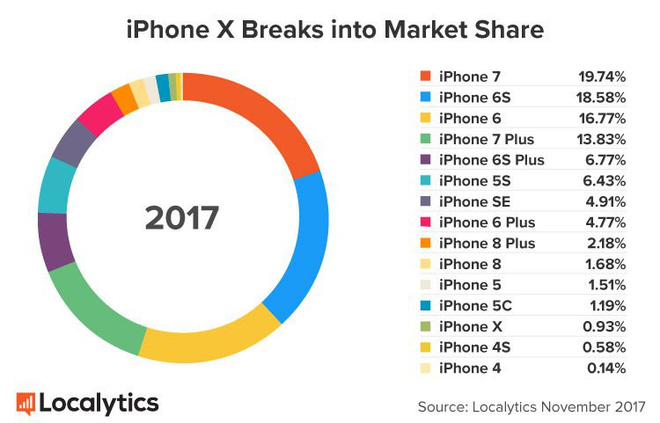 iPhone X Breaks into Market Share
2017
iPhone 7 19.74%
iPhone 6S 18.58%
iPhone 6 16.77%
iPhone 7 Plus 13.83%
iPhone 6S Plus 6.77%
iPhone 5S 6.43%
iPhone SE 4.91%
iPhone 6 Plus 4.77%
iPhone 8 Plus 2.18%
iPhone 8 1.68%
iPhone 5 1.51%
iPhone 5C 1.19%
iPhone X 0.93%
iPhone 4S 0.58%
iPhone 4 0.14%
Localytics
Source: Localytics November 2017